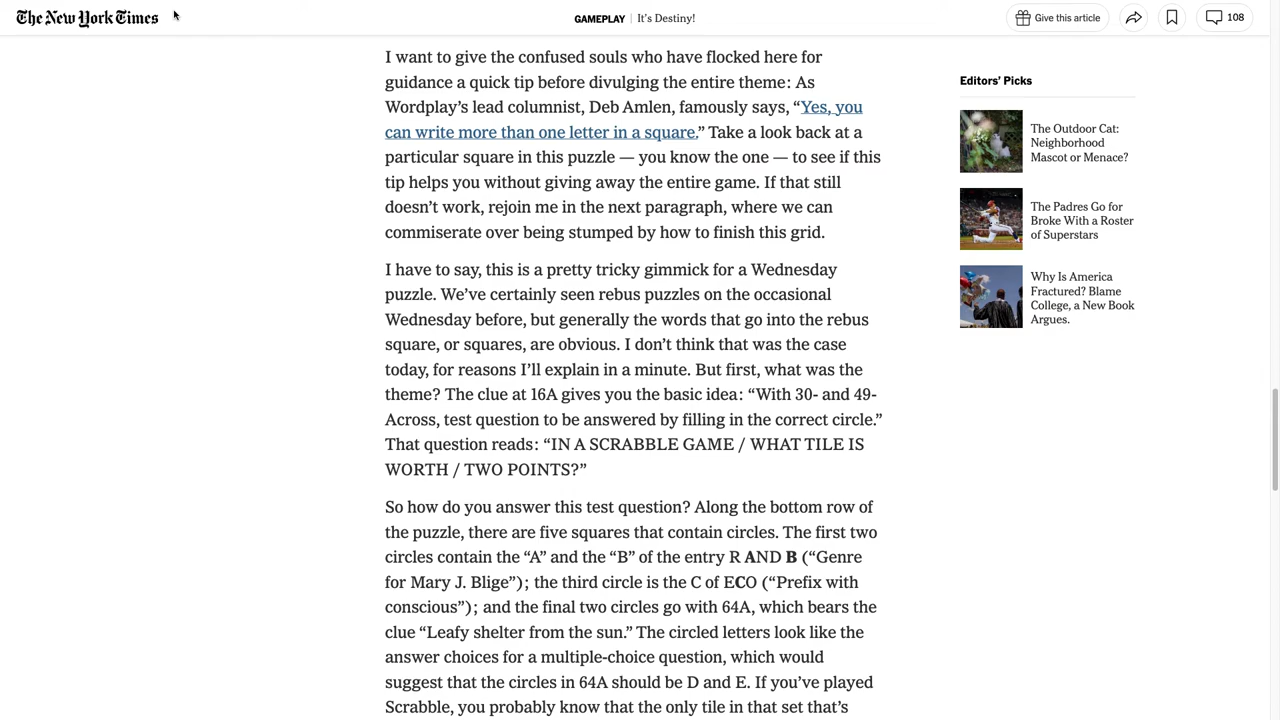 The New York Times
GAMEPLAY | It's Destiny!
Give this article
108
I want to give the confused souls who have flocked here for
guidance a quick tip before divulging the entire theme: As
Wordplay’s lead columnist, Deb Amlen, famously says, “Yes, you
can write more than one letter in a square.” Take a look back at a
particular square in this puzzle — you know the one — to see if this
tip helps you without giving away the entire game. If that still
doesn’t work, rejoin me in the next paragraph, where we can
commiserate over being stumped by how to finish this grid.
I have to say, this is a pretty tricky gimmick for a Wednesday
puzzle. We’ve certainly seen rebus puzzles on the occasional
Wednesday before, but generally the words that go into the rebus
square, or squares, are obvious. I don’t think that was the case
today, for reasons I’ll explain in a minute. But first, what was the
theme? The clue at 16A gives you the basic idea: “With 30- and 49-
Across, test question to be answered by filling in the correct circle.”
That question reads: “IN A SCRABBLE GAME / WHAT TILE IS
WORTH / TWO POINTS?”
So how do you answer this test question? Along the bottom row of
the puzzle, there are five squares that contain circles. The first two
circles contain the “A” and the “B” of the entry R AND B (“Genre
for Mary J. Blige”); the third circle is the C of ECO (“Prefix with
conscious”); and the final two circles go with 64A, which bears the
clue “Leafy shelter from the sun.” The circled letters look like the
answer choices for a multiple-choice question, which would
suggest that the circles in 64A should be D and E. If you’ve played
Scrabble, you probably know that the only tile in that set that’s
Editors’ Picks
The Outdoor Cat:
Neighborhood
Mascot or Menace?
The Padres Go for
Broke With a Roster
of Superstars
Why Is America
Fractured? Blame
College, a New Book
Argues.